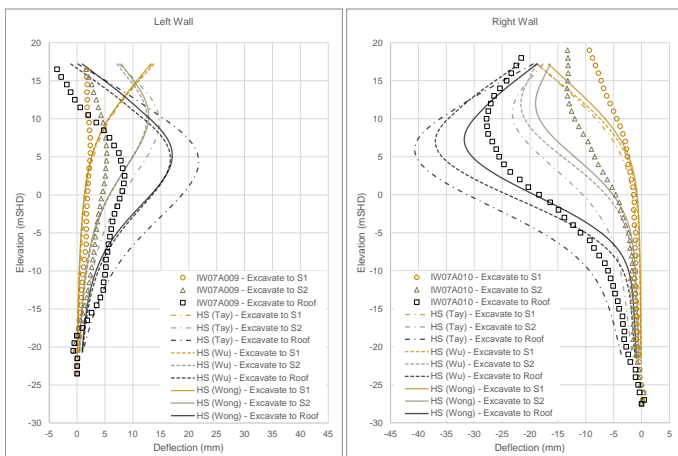 Left Wall
20
15
10
5
0
-5
-10
-15
-20
-25
-30
Elevation (mSHD)
-10
-5
0
5
10
15
20
25
30
35
40
45
Deflection (mm)
IW07A009 - Excavate to S1
IW07A009 - Excavate to S2
IW07A009 - Excavate to Roof
HS (Tay) - Excavate to S1
HS (Tay) - Excavate to S2
HS (Tay) - Excavate to Roof
HS (Wu) - Excavate to S1
HS (Wu) - Excavate to S2
HS (Wu) - Excavate to Roof
HS (Wong) - Excavate to S1
HS (Wong) - Excavate to S2
HS (Wong) - Excavate to Roof
Right Wall
20
15
10
5
0
-5
-10
-15
-20
-25
-30
Elevation (mSHD)
-45
-40
-35
-30
-25
-20
-15
-10
-5
0
5
Deflection (mm)
IW07A010 - Excavate to S1
IW07A010 - Excavate to S2
IW07A010 - Excavate to Roof
HS (Tay) - Excavate to S1
HS (Tay) - Excavate to S2
HS (Tay) - Excavate to Roof
HS (Wu) - Excavate to S1
HS (Wu) - Excavate to S2
HS (Wu) - Excavate to Roof
HS (Wong) - Excavate to S1
HS (Wong) - Excavate to S2
HS (Wong) - Excavate to Roof